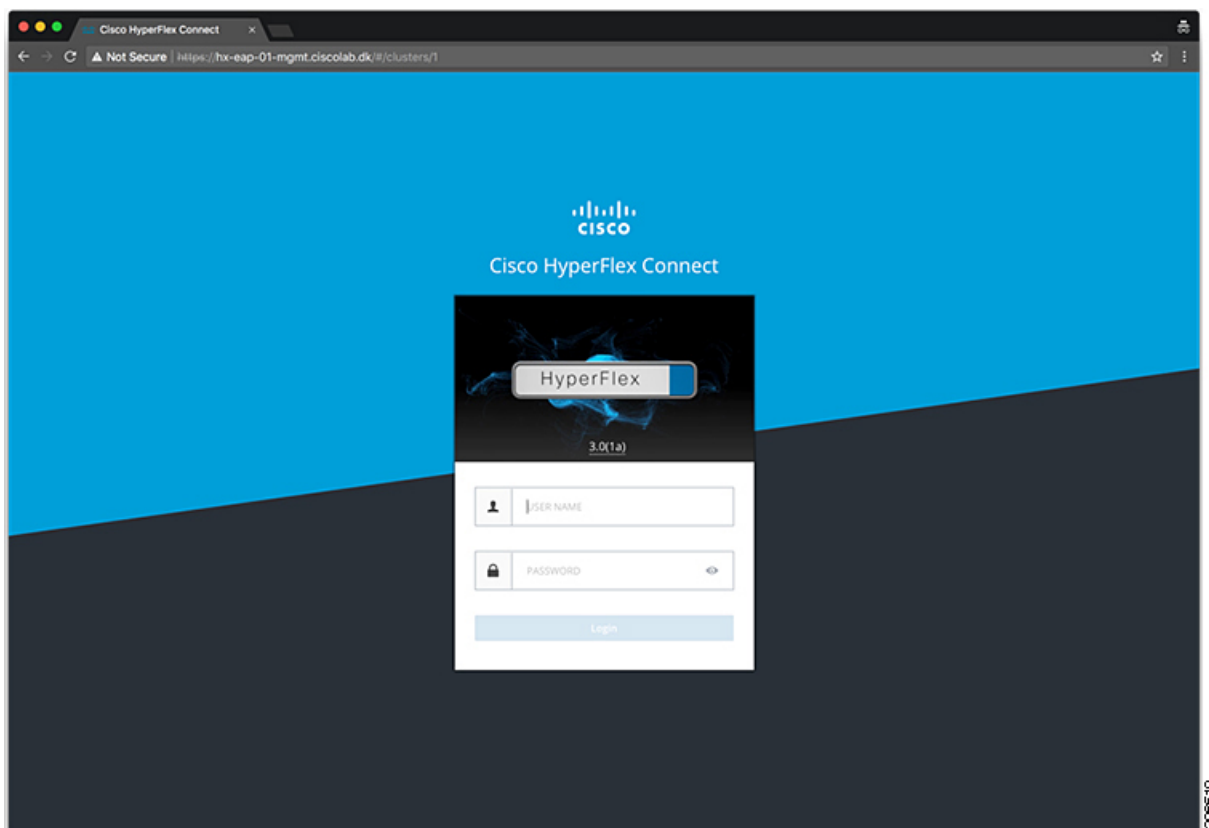 Cisco HyperFlex Connect
Not Secure | https://hx-eap-01-mgmt.ciscolab.dk/#/clusters/1
CISCO
Cisco HyperFlex Connect
HyperFlex
3.0(1a)
USER NAME
PASSWORD
Login